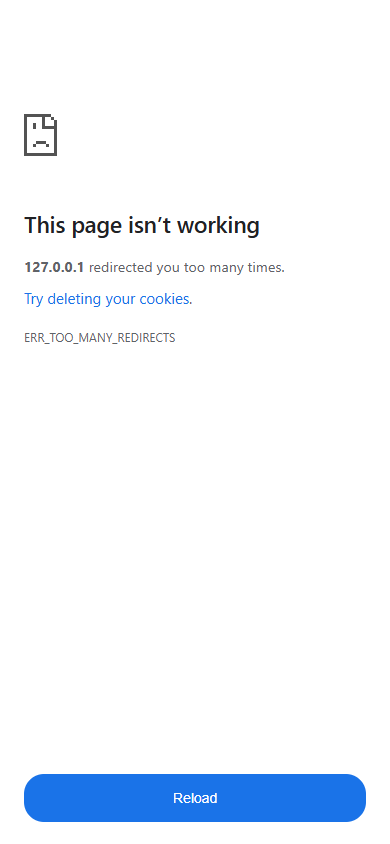 This page isn’t working
127.0.0.1 redirected you too many times.
Try deleting your cookies.
ERR_TOO_MANY_REDIRECTS
Reload